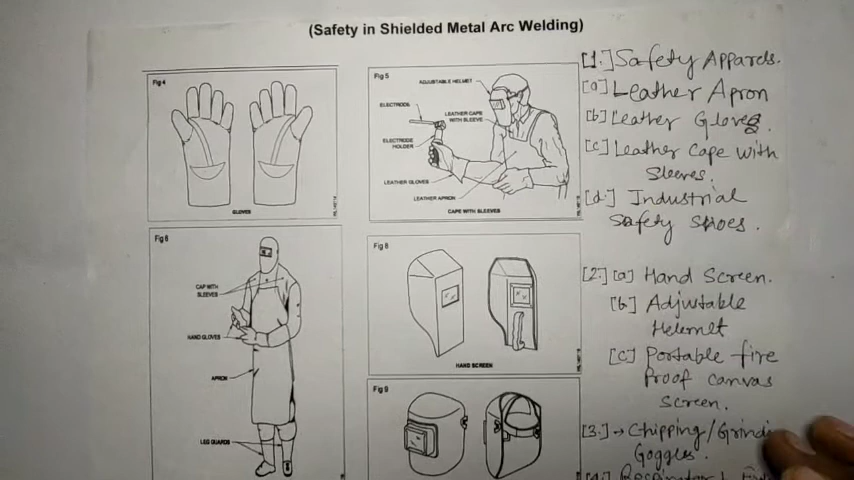 (Safety in Shielded Metal Arc Welding)
Fig 4
GLOVES
Fig 5
ADJUSTABLE HELMET
ELECTRODE
LEATHER CAPE
WITH SLEEVE
ELECTRODE
HOLDER
LEATHER GLOVES
LEATHER APRON
CAPE WITH SLEEVES
Fig 6
CAP WITH
SLEEVES
HAND GLOVES
APRON
LEG GUARDS
Fig 8
HAND SCREEN
Fig 9
[1.] Safety Apparels.
[a] Leather Apron
[b] Leather Gloves.
[c] Leather Cape with
Sleeves.
[d.] Industrial
Safety Shoes.
[2.] [a] Hand Screen.
[b] Adjustable
Helemet
[c] Portable fire
Proof canvas
Screen.
[3.] → Chipping/Grindi
Goggles.